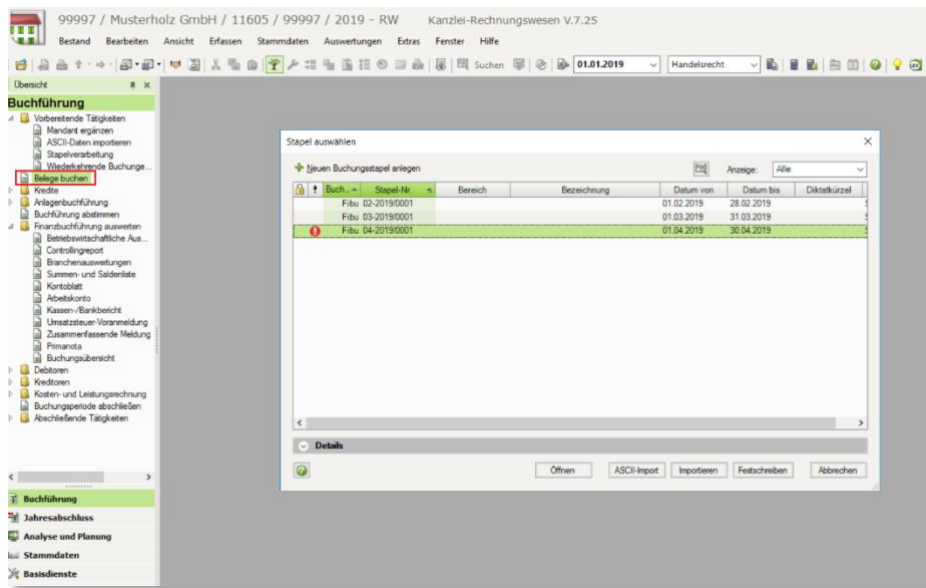 99997 / Musterholz GmbH / 11605 / 99997 / 2019 - RW Kanzlei-Rechnungswesen V.7.25
Bestand Bearbeiten Ansicht Erfassen Stammdaten Auswertungen Extras Fenster Hilfe
Suchen 01.01.2019 Handelsrecht
Übersicht
Buchführung
Vorbereitende Tätigkeiten
Mandant ergänzen
ASCII-Daten importieren
Stapelverarbeitung
Wiederkehrende Buchunge...
Belege buchen
Kredite
Anlagenbuchführung
Buchführung abstimmen
Finanzbuchführung auswerten
Betriebswirtschaftliche Aus...
Controllingreport
Branchenauswertungen
Summen- und Saldenliste
Kontoblatt
Arbeitskonto
Kassen-/Bankbericht
Umsatzsteuer-Voranmeldung
Zusammenfassende Meldung
Primanota
Buchungsübersicht
Debitoren
Kreditoren
Kosten- und Leistungsrechnung
Buchungsperiode abschließen
Abschließende Tätigkeiten
Buchführung
Jahresabschluss
Analyse und Planung
Stammdaten
Basisdienste
Stapel auswählen
Neuen Buchungsstapel anlegen Anzeige: Alle
Buch... Stapel-Nr Bereich Bezeichnung Datum von Datum bis Diktatkürzel
Fibu 02-2019/0001 01.02.2019 28.02.2019
Fibu 03-2019/0001 01.03.2019 31.03.2019
Fibu 04-2019/0001 01.04.2019 30.04.2019
Details
Öffnen ASCII-Import Importieren Festschreiben Abbrechen